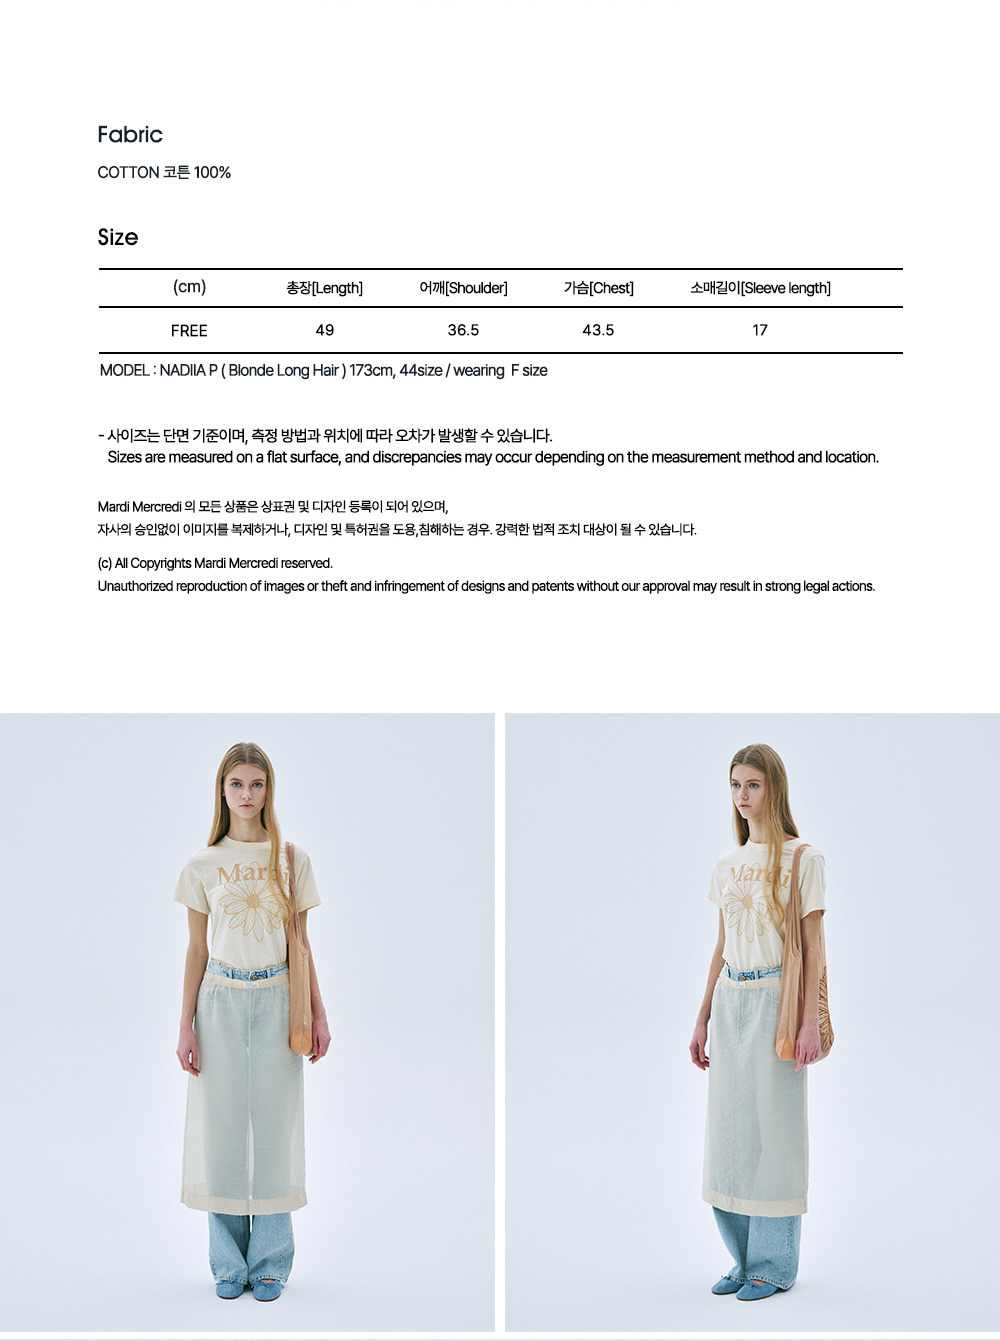 Fabric
COTTON 코튼 100%
Size
(cm) 총장[Length] 어깨[Shoulder] 가슴[Chest] 소매길이[Sleeve length]
FREE 49 36.5 43.5 17
MODEL : NADIIA P ( Blonde Long Hair ) 173cm, 44size / wearing F size
- 사이즈는 단면 기준이며, 측정 방법과 위치에 따라 오차가 발생할 수 있습니다.
Sizes are measured on a flat surface, and discrepancies may occur depending on the measurement method and location.
Mardi Mercredi 의 모든 상품은 상표권 및 디자인 등록이 되어 있으며,
자사의 승인없이 이미지를 복제하거나, 디자인 및 특허권을 도용,침해하는 경우. 강력한 법적 조치 대상이 될 수 있습니다.
(c) All Copyrights Mardi Mercredi reserved.
Unauthorized reproduction of images or theft and infringement of designs and patents without our approval may result in strong legal actions.
Mardi
Mardi